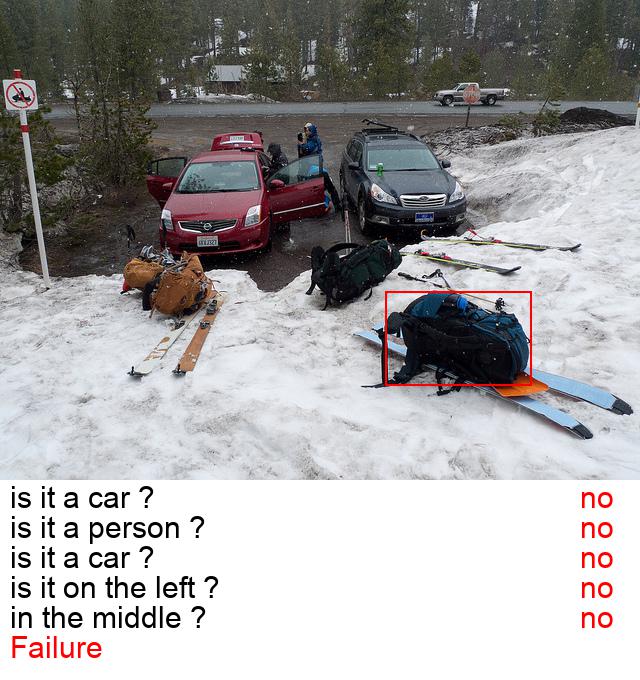 is it a car ? no
is it a person ? no
is it a car ? no
is it on the left ? no
in the middle ? no
Failure